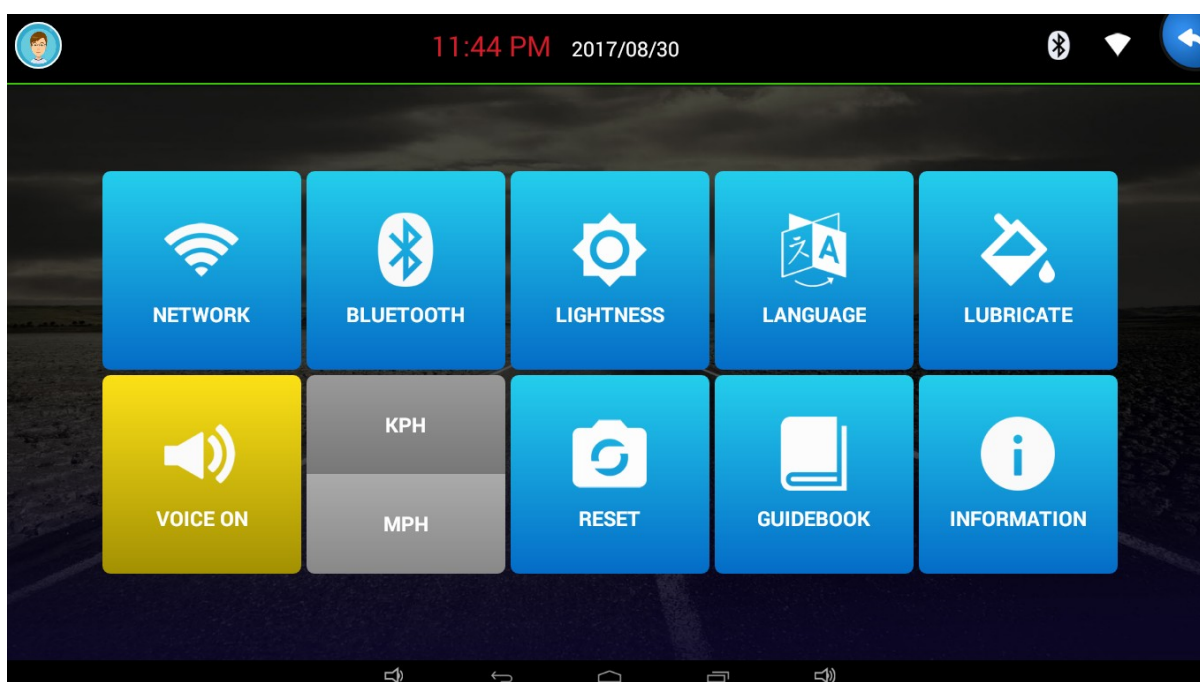 11:44 PM 2017/08/30
NETWORK
BLUETOOTH
LIGHTNESS
LANGUAGE
LUBRICATE
VOICE ON
KPH
MPH
RESET
GUIDEBOOK
INFORMATION